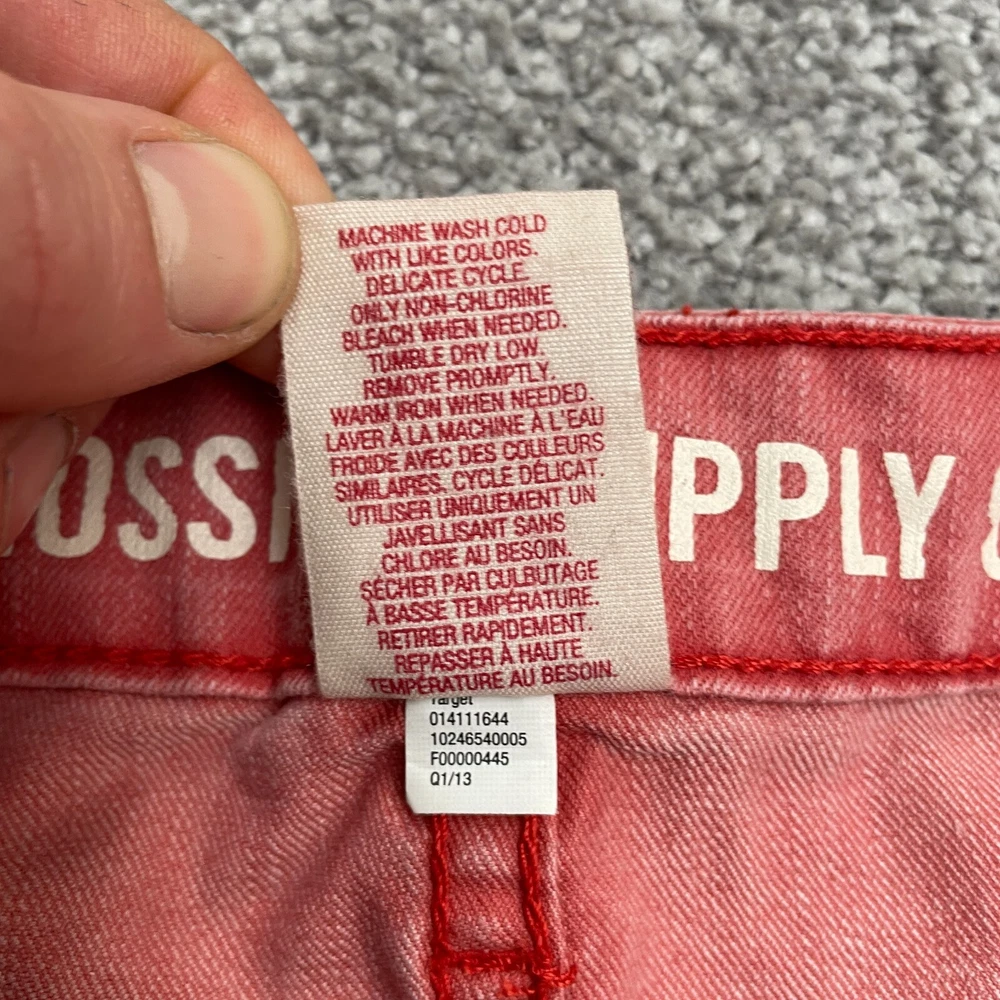 MACHINE WASH COLD
WITH LIKE COLORS.
DELICATE CYCLE.
ONLY NON-CHLORINE
BLEACH WHEN NEEDED.
TUMBLE DRY LOW.
REMOVE PROMPTLY.
WARM IRON WHEN NEEDED.
LAVER À LA MACHINE À L'EAU
FROIDE AVEC DES COULEURS
SIMILAIRES. CYCLE DÉLICAT.
UTILISER UNIQUEMENT UN
JAVELLISANT SANS
CHLORE AU BESOIN.
SÉCHER PAR CULBUTAGE
À BASSE TEMPÉRATURE.
RETIRER RAPIDEMENT.
REPASSER À HAUTE
TEMPÉRATURE AU BESOIN.
OSSI PPLY &
Target
014111644
10246540005
F00000445
Q1/13